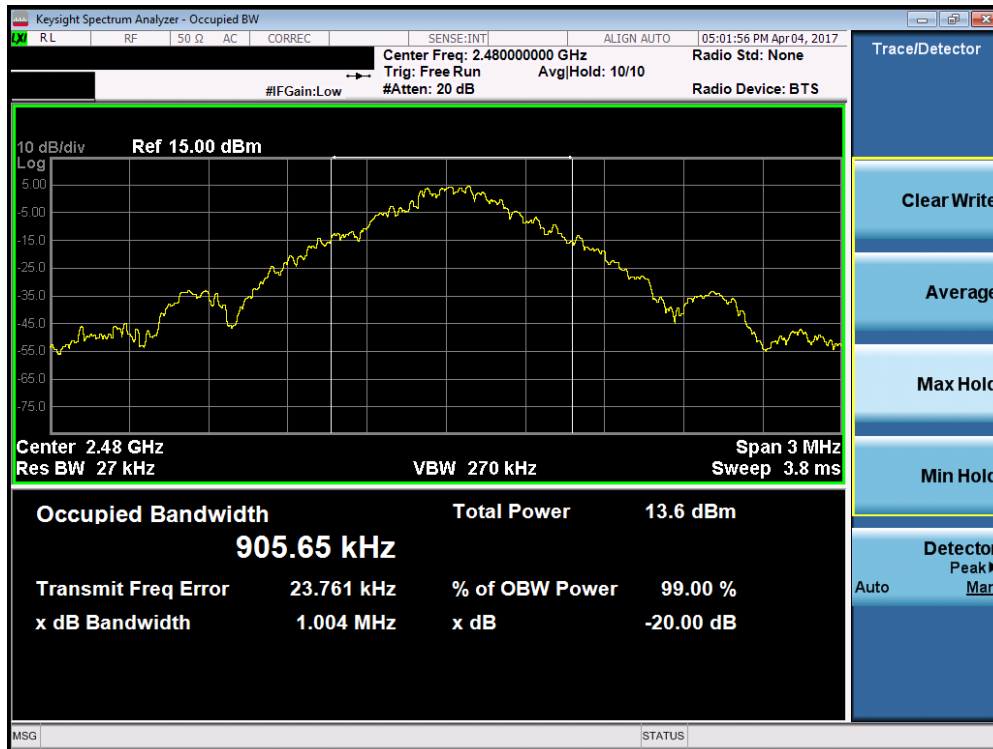 Keysight Spectrum Analyzer - Occupied BW
LXI RL RF 50 Ω AC CORREC SENSE:INT ALIGN AUTO 05:01:56 PM Apr 04, 2017
Center Freq: 2.480000000 GHz Radio Std: None
Trig: Free Run Avg|Hold: 10/10
#IFGain:Low #Atten: 20 dB Radio Device: BTS
Trace/Detector
10 dB/div Ref 15.00 dBm
Log
5.00
-5.00
-15.0
-25.0
-35.0
-45.0
-55.0
-65.0
-75.0
Center 2.48 GHz Span 3 MHz
Res BW 27 kHz VBW 270 kHz Sweep 3.8 ms
Occupied Bandwidth Total Power 13.6 dBm
905.65 kHz
Transmit Freq Error 23.761 kHz % of OBW Power 99.00 %
x dB Bandwidth 1.004 MHz x dB -20.00 dB
Clear Write
Average
Max Hold
Min Hold
Detector
Peak▶
Auto Man
MSG STATUS